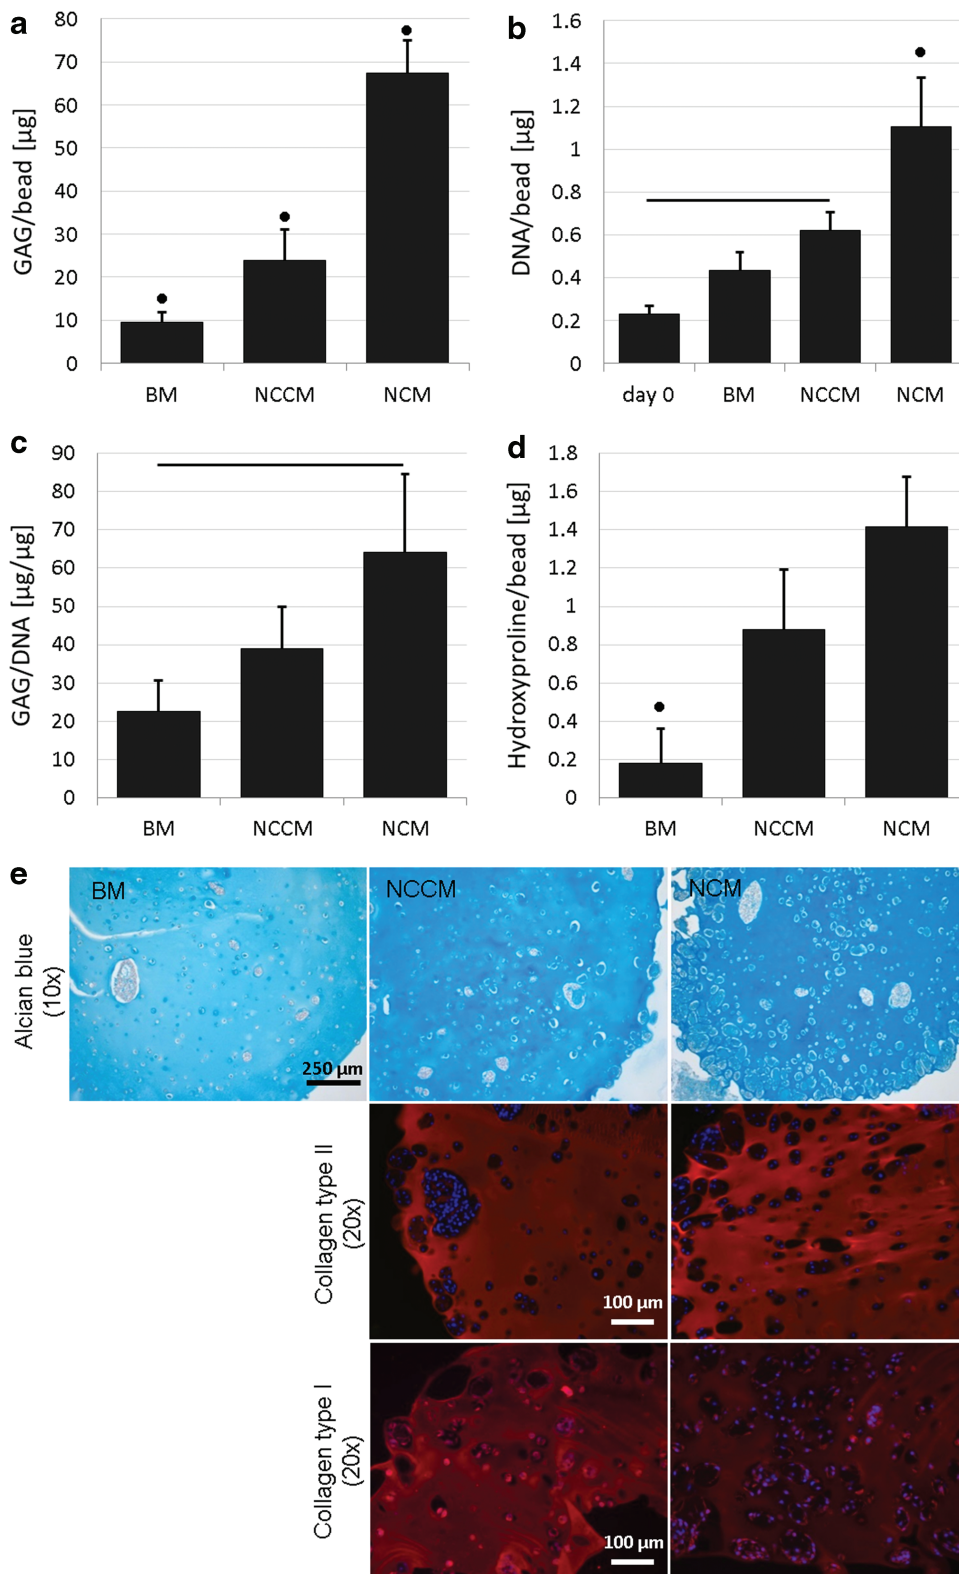 a
80
70
60
50
40
30
20
10
0
GAG/bead [µg]
BM NCCM NCM
b
1.6
1.4
1.2
1
0.8
0.6
0.4
0.2
0
DNA/bead [µg]
day 0 BM NCCM NCM
c
90
80
70
60
50
40
30
20
10
0
GAG/DNA [µg/µg]
BM NCCM NCM
d
1.8
1.6
1.4
1.2
1
0.8
0.6
0.4
0.2
0
Hydroxyproline/bead [µg]
BM NCCM NCM
e
BM NCCM NCM
Alcian blue
(10x)
250 µm
Collagen type II
(20x)
100 µm
Collagen type I
(20x)
100 µm